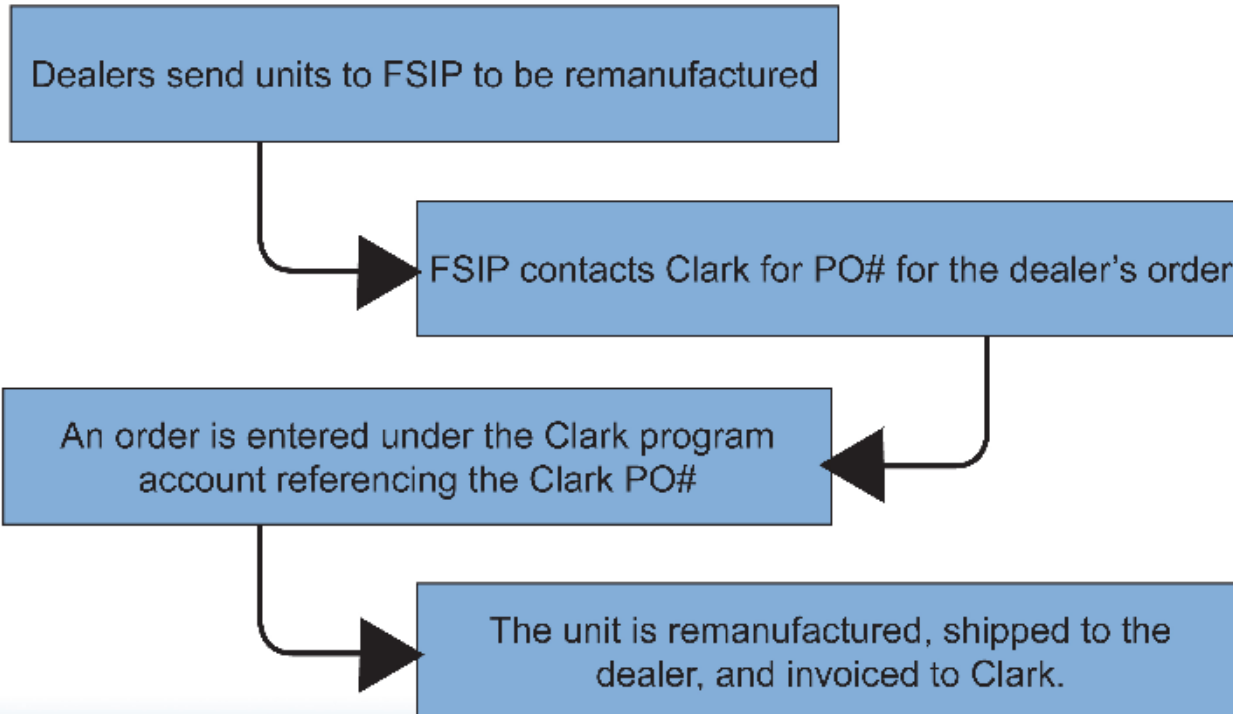 Dealers send units to FSIP to be remanufactured
FSIP contacts Clark for PO# for the dealer’s order
An order is entered under the Clark program
account referencing the Clark PO#
The unit is remanufactured, shipped to the
dealer, and invoiced to Clark.